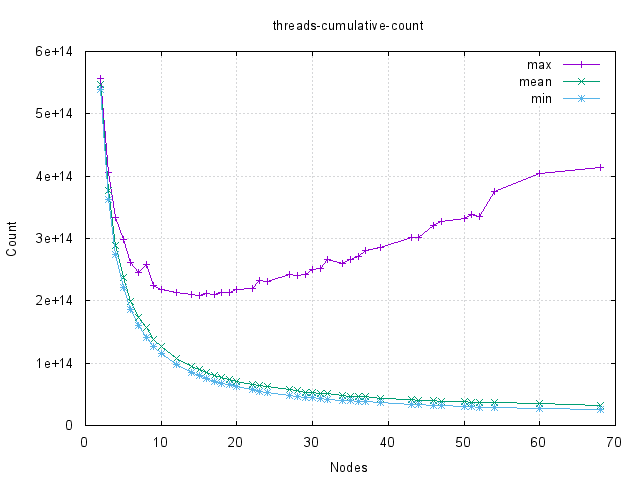 threads-cumulative-count
6e+14
5e+14
4e+14
3e+14
2e+14
1e+14
0
Count
max
mean
min
0 10 20 30 40 50 60 70
Nodes